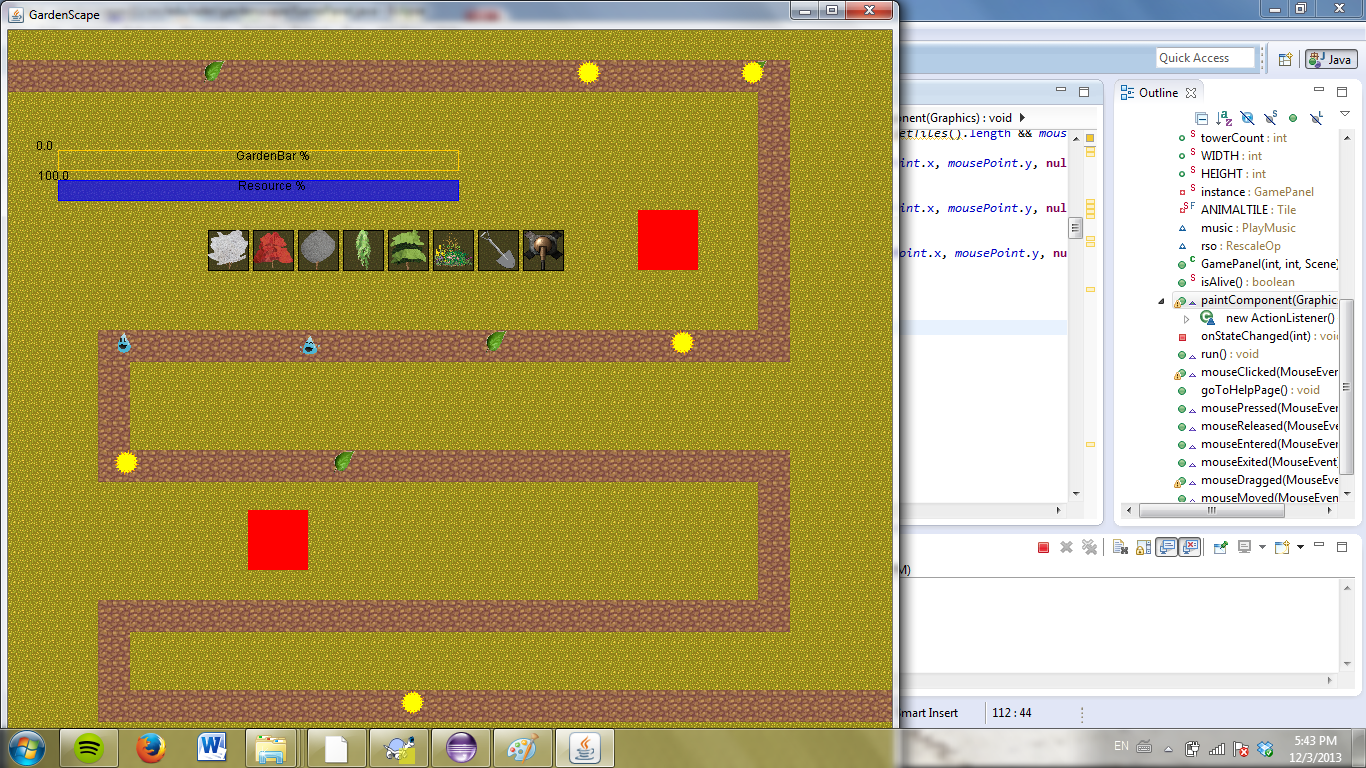 GardenScape
0.0
GardenBar %
100.0
Resource %
Quick Access
Java
nent(Graphics) : void
etTiles().length && mous
int.x, mousePoint.y, nul
int.x, mousePoint.y, nul
oint.x, mousePoint.y, nu
Outline
towerCount : int
WIDTH : int
HEIGHT : int
instance : GamePanel
ANIMALTILE : Tile
music : PlayMusic
rso : RescaleOp
GamePanel(int, int, Scene)
isAlive() : boolean
paintComponent(Graphic
new ActionListener()
onStateChanged(int) : voi
run() : void
mouseClicked(MouseEver
goToHelpPage() : void
mousePressed(MouseEver
mouseReleased(MouseEve
mouseEntered(MouseEver
mouseExited(MouseEvent
mouseDragged(MouseEve
mouseMoved(MouseEven
M)
mart Insert
112 : 44
EN
5:43 PM
12/3/2013